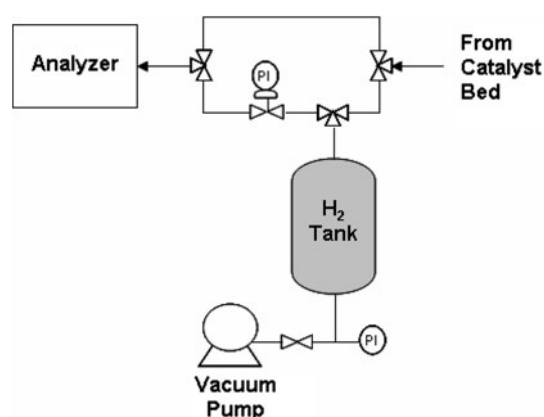 Analyzer
PI
From
Catalyst
Bed
H₂
Tank
PI
Vacuum
Pump